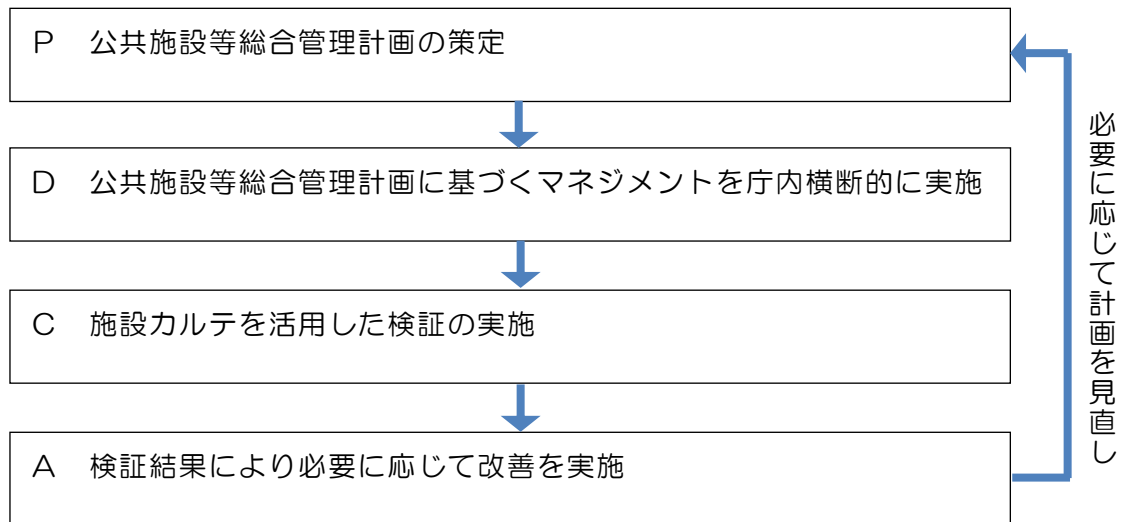 P 公共施設等総合管理計画の策定
D 公共施設等総合管理計画に基づくマネジメントを庁内横断的に実施
C 施設カルテを活用した検証の実施
A 検証結果により必要に応じて改善を実施
必要に応じて計画を見直し